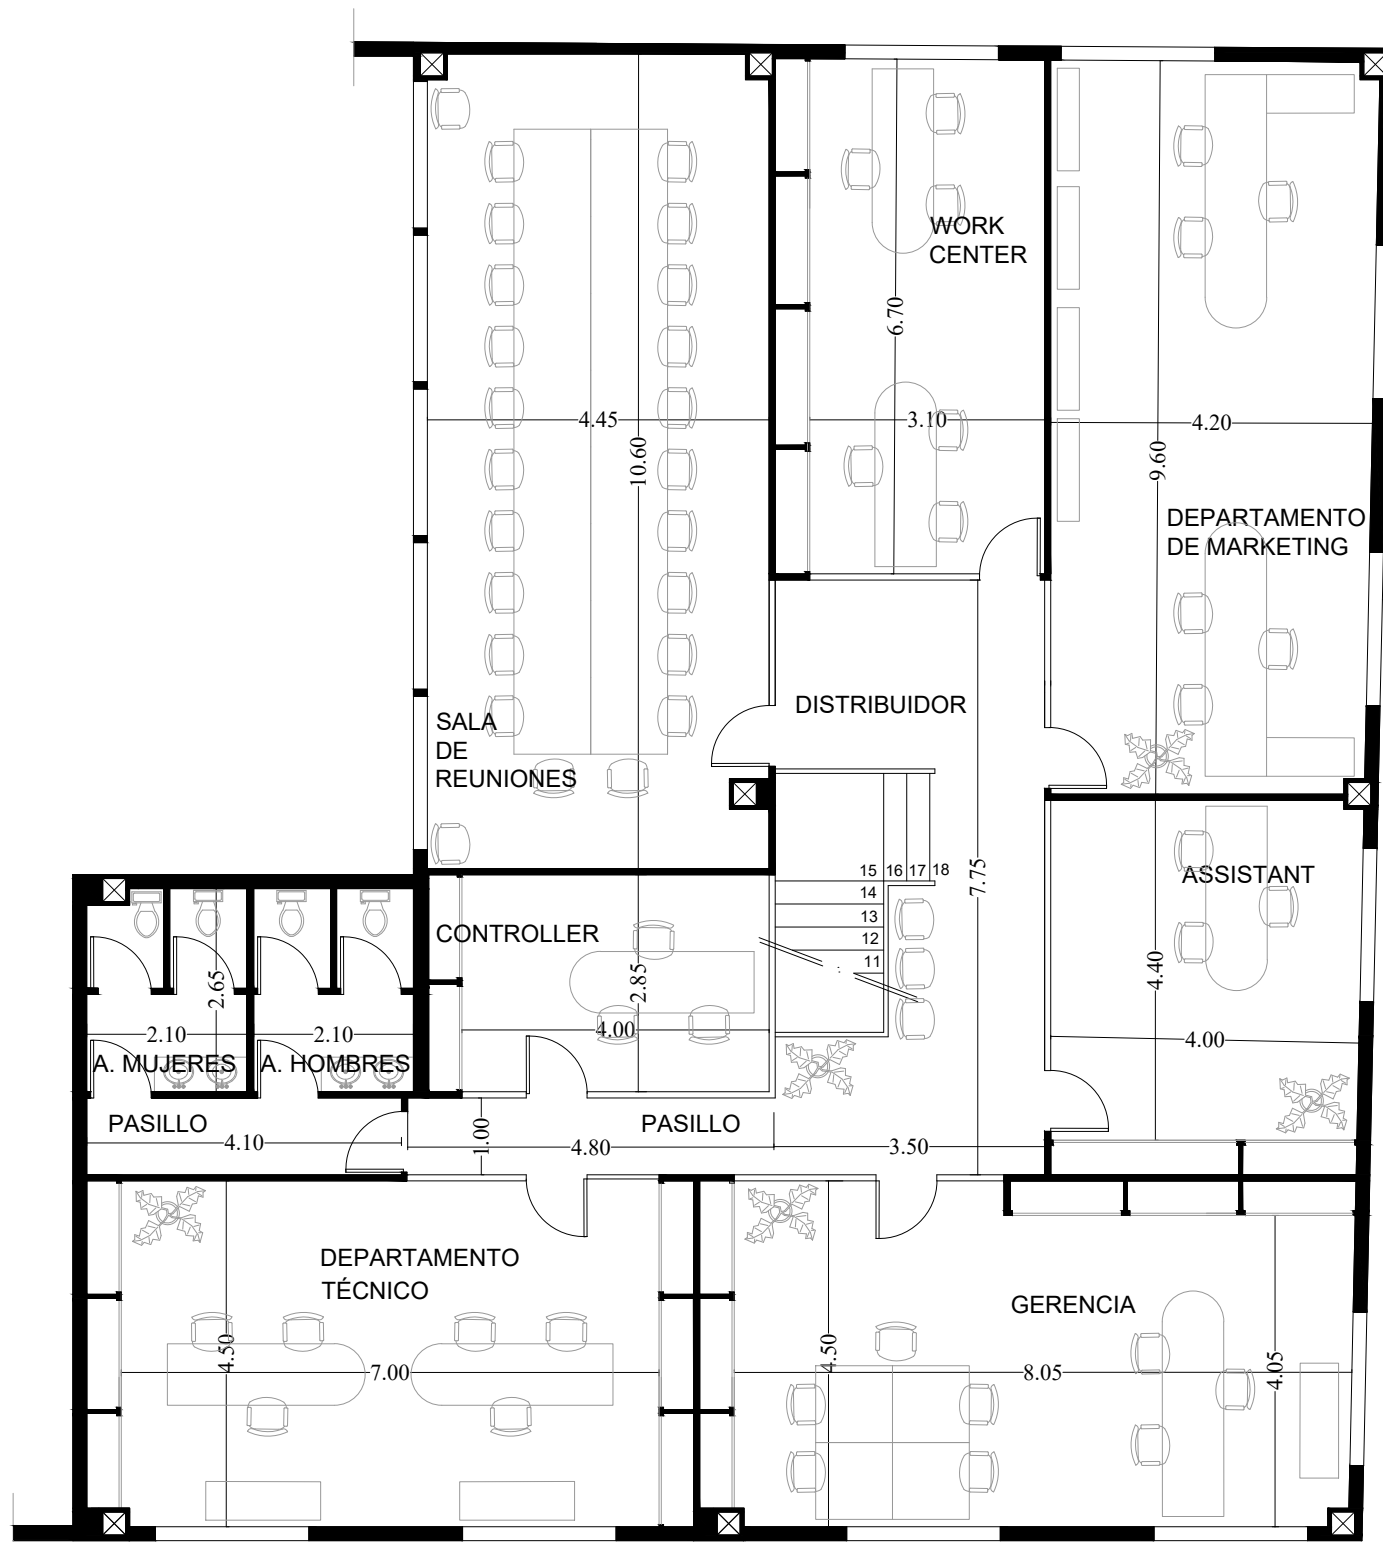 WORK
CENTER
6.70
4.45
3.10
4.20
10.60
9.60
DEPARTAMENTO
DE MARKETING
SALA
DE
REUNIONES
DISTRIBUIDOR
7.75
15 16 17 18
14
13
12
11
ASSISTANT
CONTROLLER
2.65
2.85
4.40
2.10
2.10
4.00
4.00
A. MUJERES
A. HOMBRES
PASILLO
PASILLO
4.10
1.00
4.80
3.50
DEPARTAMENTO
TÉCNICO
GERENCIA
4.50
7.00
4.50
8.05
4.05